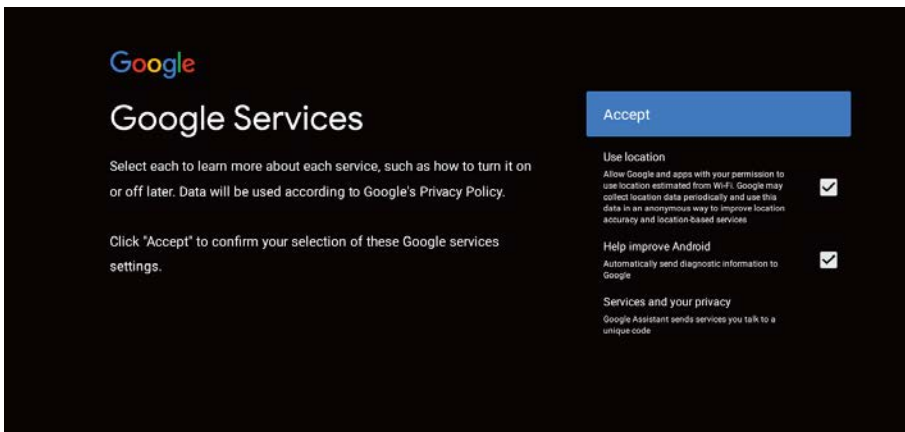 Google
Google Services
Select each to learn more about each service, such as how to turn it on
or off later. Data will be used according to Google's Privacy Policy.
Click "Accept" to confirm your selection of these Google services
settings.
Accept
Use location
Allow Google and apps with your permission to
use location estimated from Wi-Fi. Google may
collect location data periodically and use this
data in an anonymous way to improve location
accuracy and location-based services
Help improve Android
Automatically send diagnostic information to
Google
Services and your privacy
Google Assistant sends services you talk to a
unique code